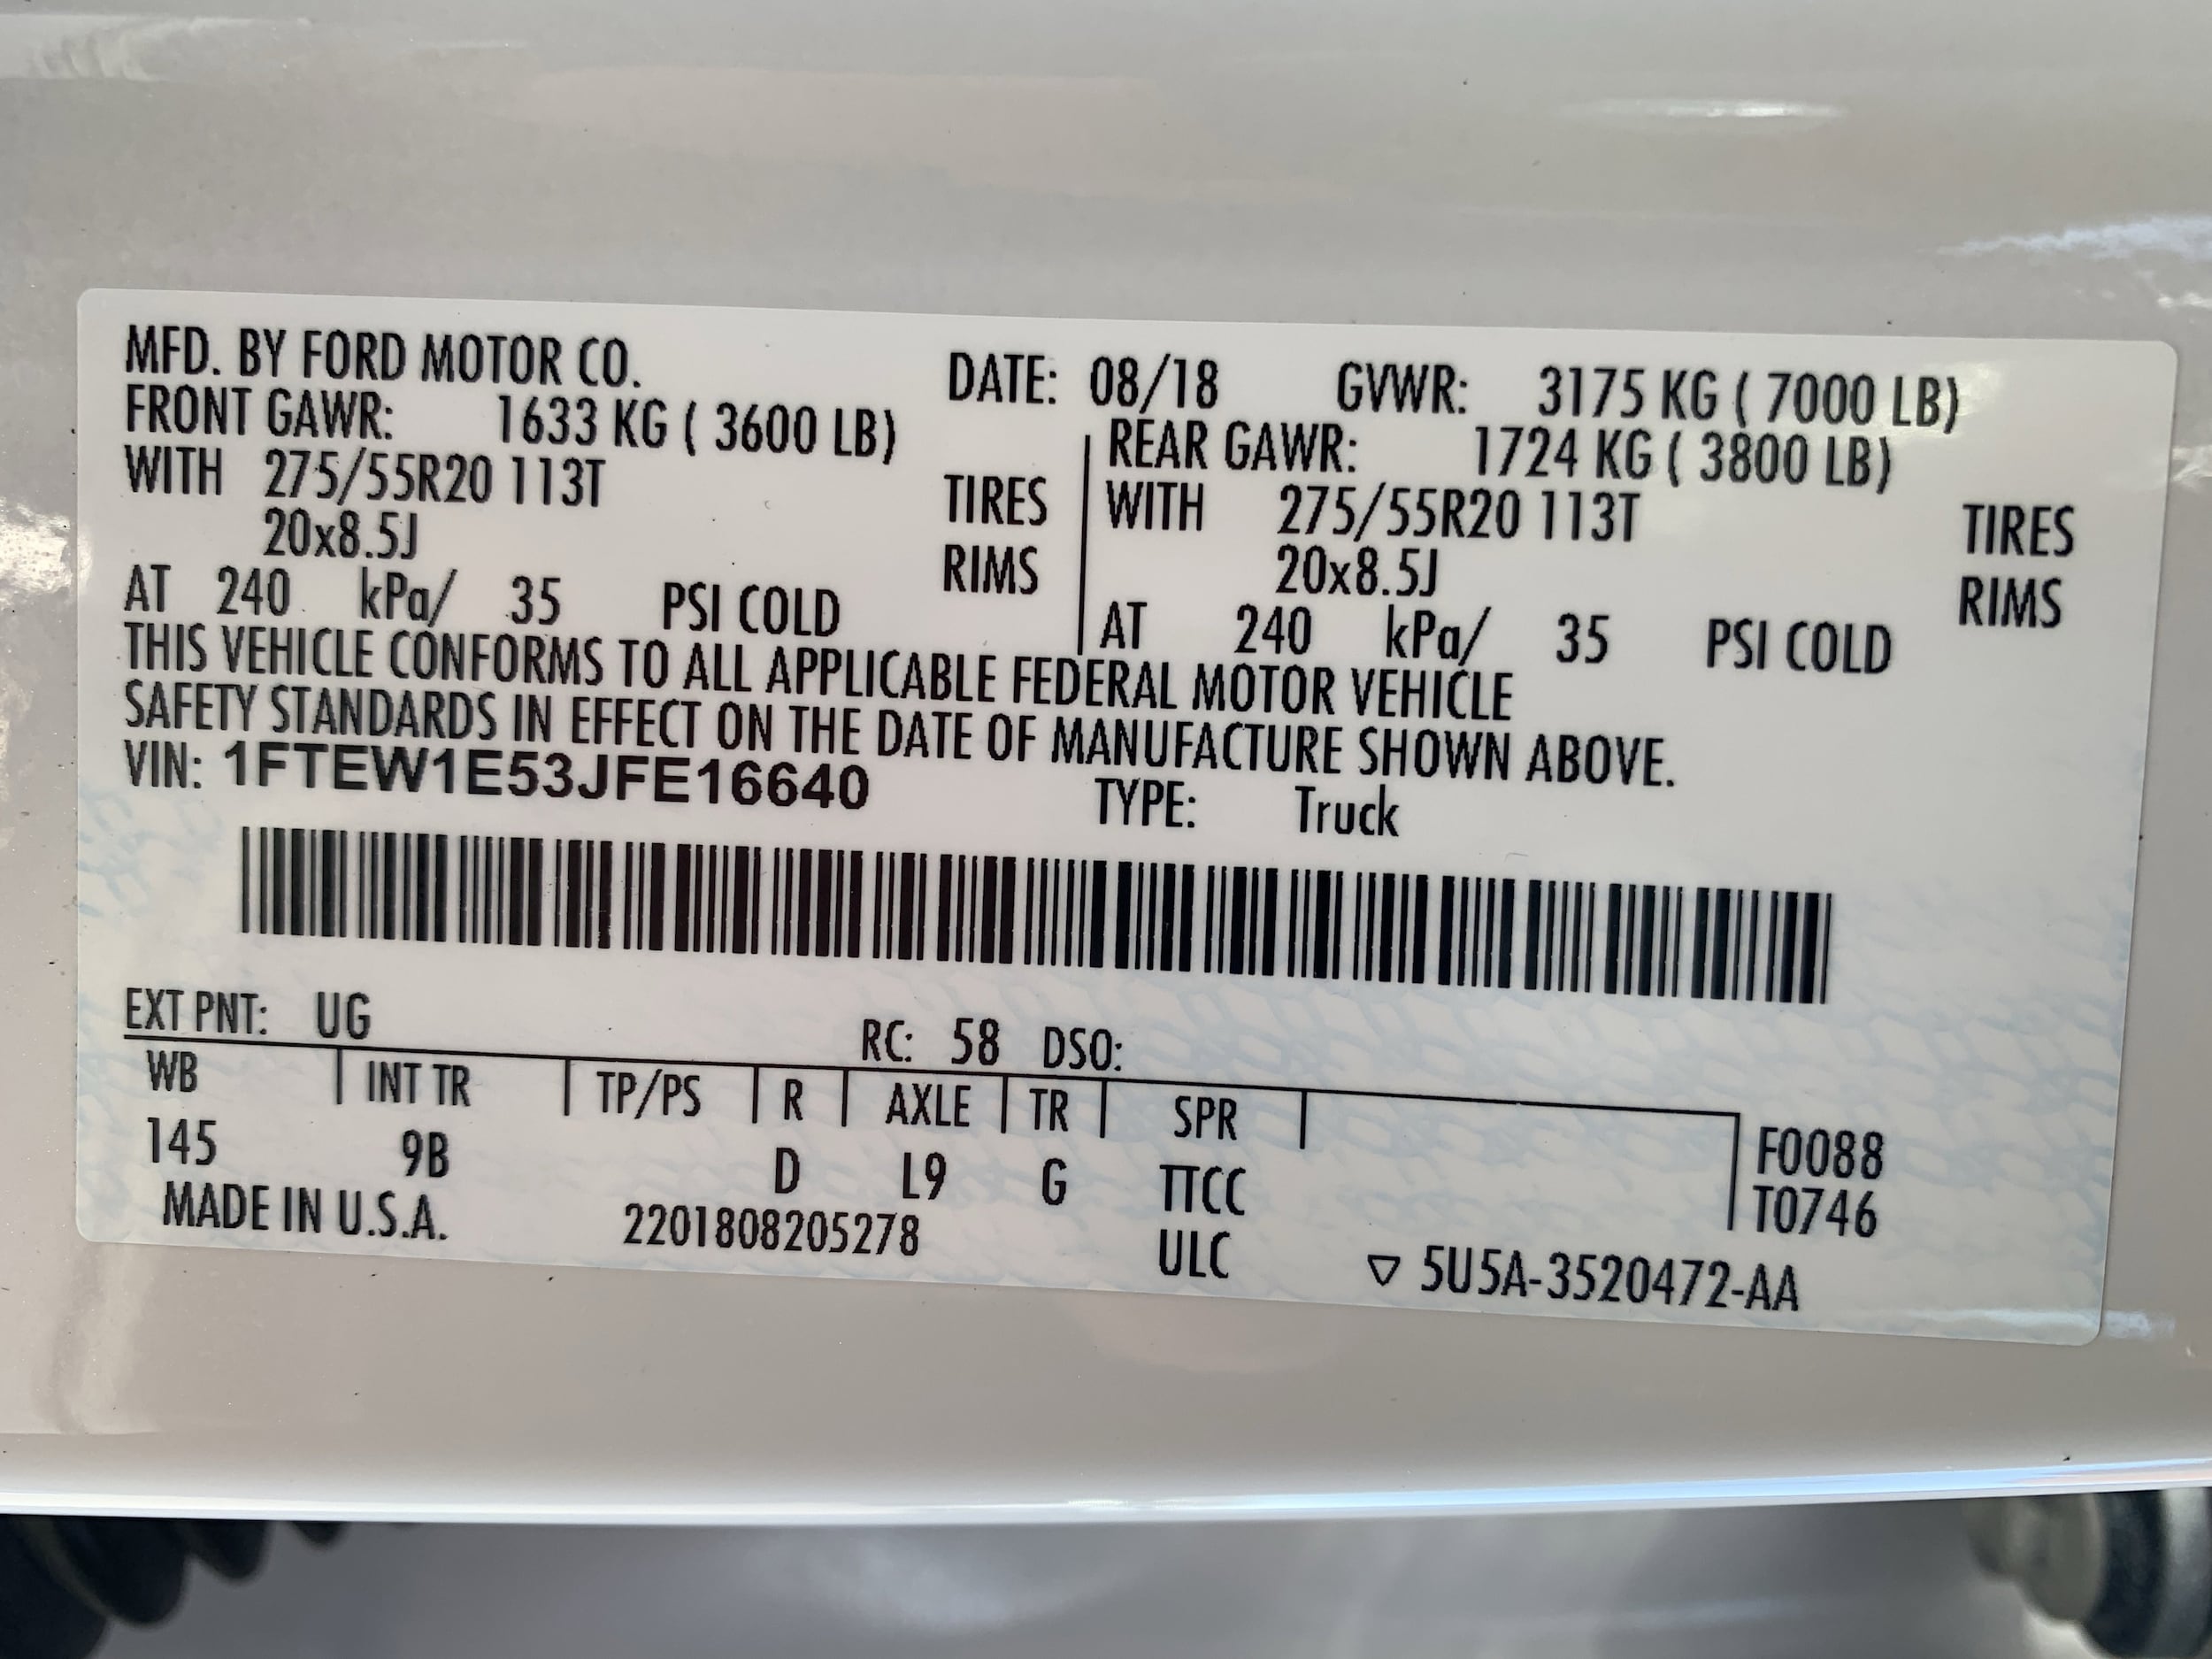 MFD. BY FORD MOTOR CO. DATE: 08/18 GVWR: 3175 KG ( 7000 LB)
FRONT GAWR: 1633 KG ( 3600 LB) REAR GAWR: 1724 KG ( 3800 LB)
WITH 275/55R20 113T TIRES WITH 275/55R20 113T TIRES
20x8.5J RIMS 20x8.5J RIMS
AT 240 kPa/ 35 PSI COLD AT 240 kPa/ 35 PSI COLD
THIS VEHICLE CONFORMS TO ALL APPLICABLE FEDERAL MOTOR VEHICLE
SAFETY STANDARDS IN EFFECT ON THE DATE OF MANUFACTURE SHOWN ABOVE.
VIN: 1FTEW1E53JFE16640 TYPE: Truck
EXT PNT: UG RC: 58 DSO:
WB INT TR TP/PS R AXLE TR SPR
145 9B D L9 G TTCC F0088
T0746
MADE IN U.S.A. 2201808205278 ULC ▽ 5U5A-3520472-AA